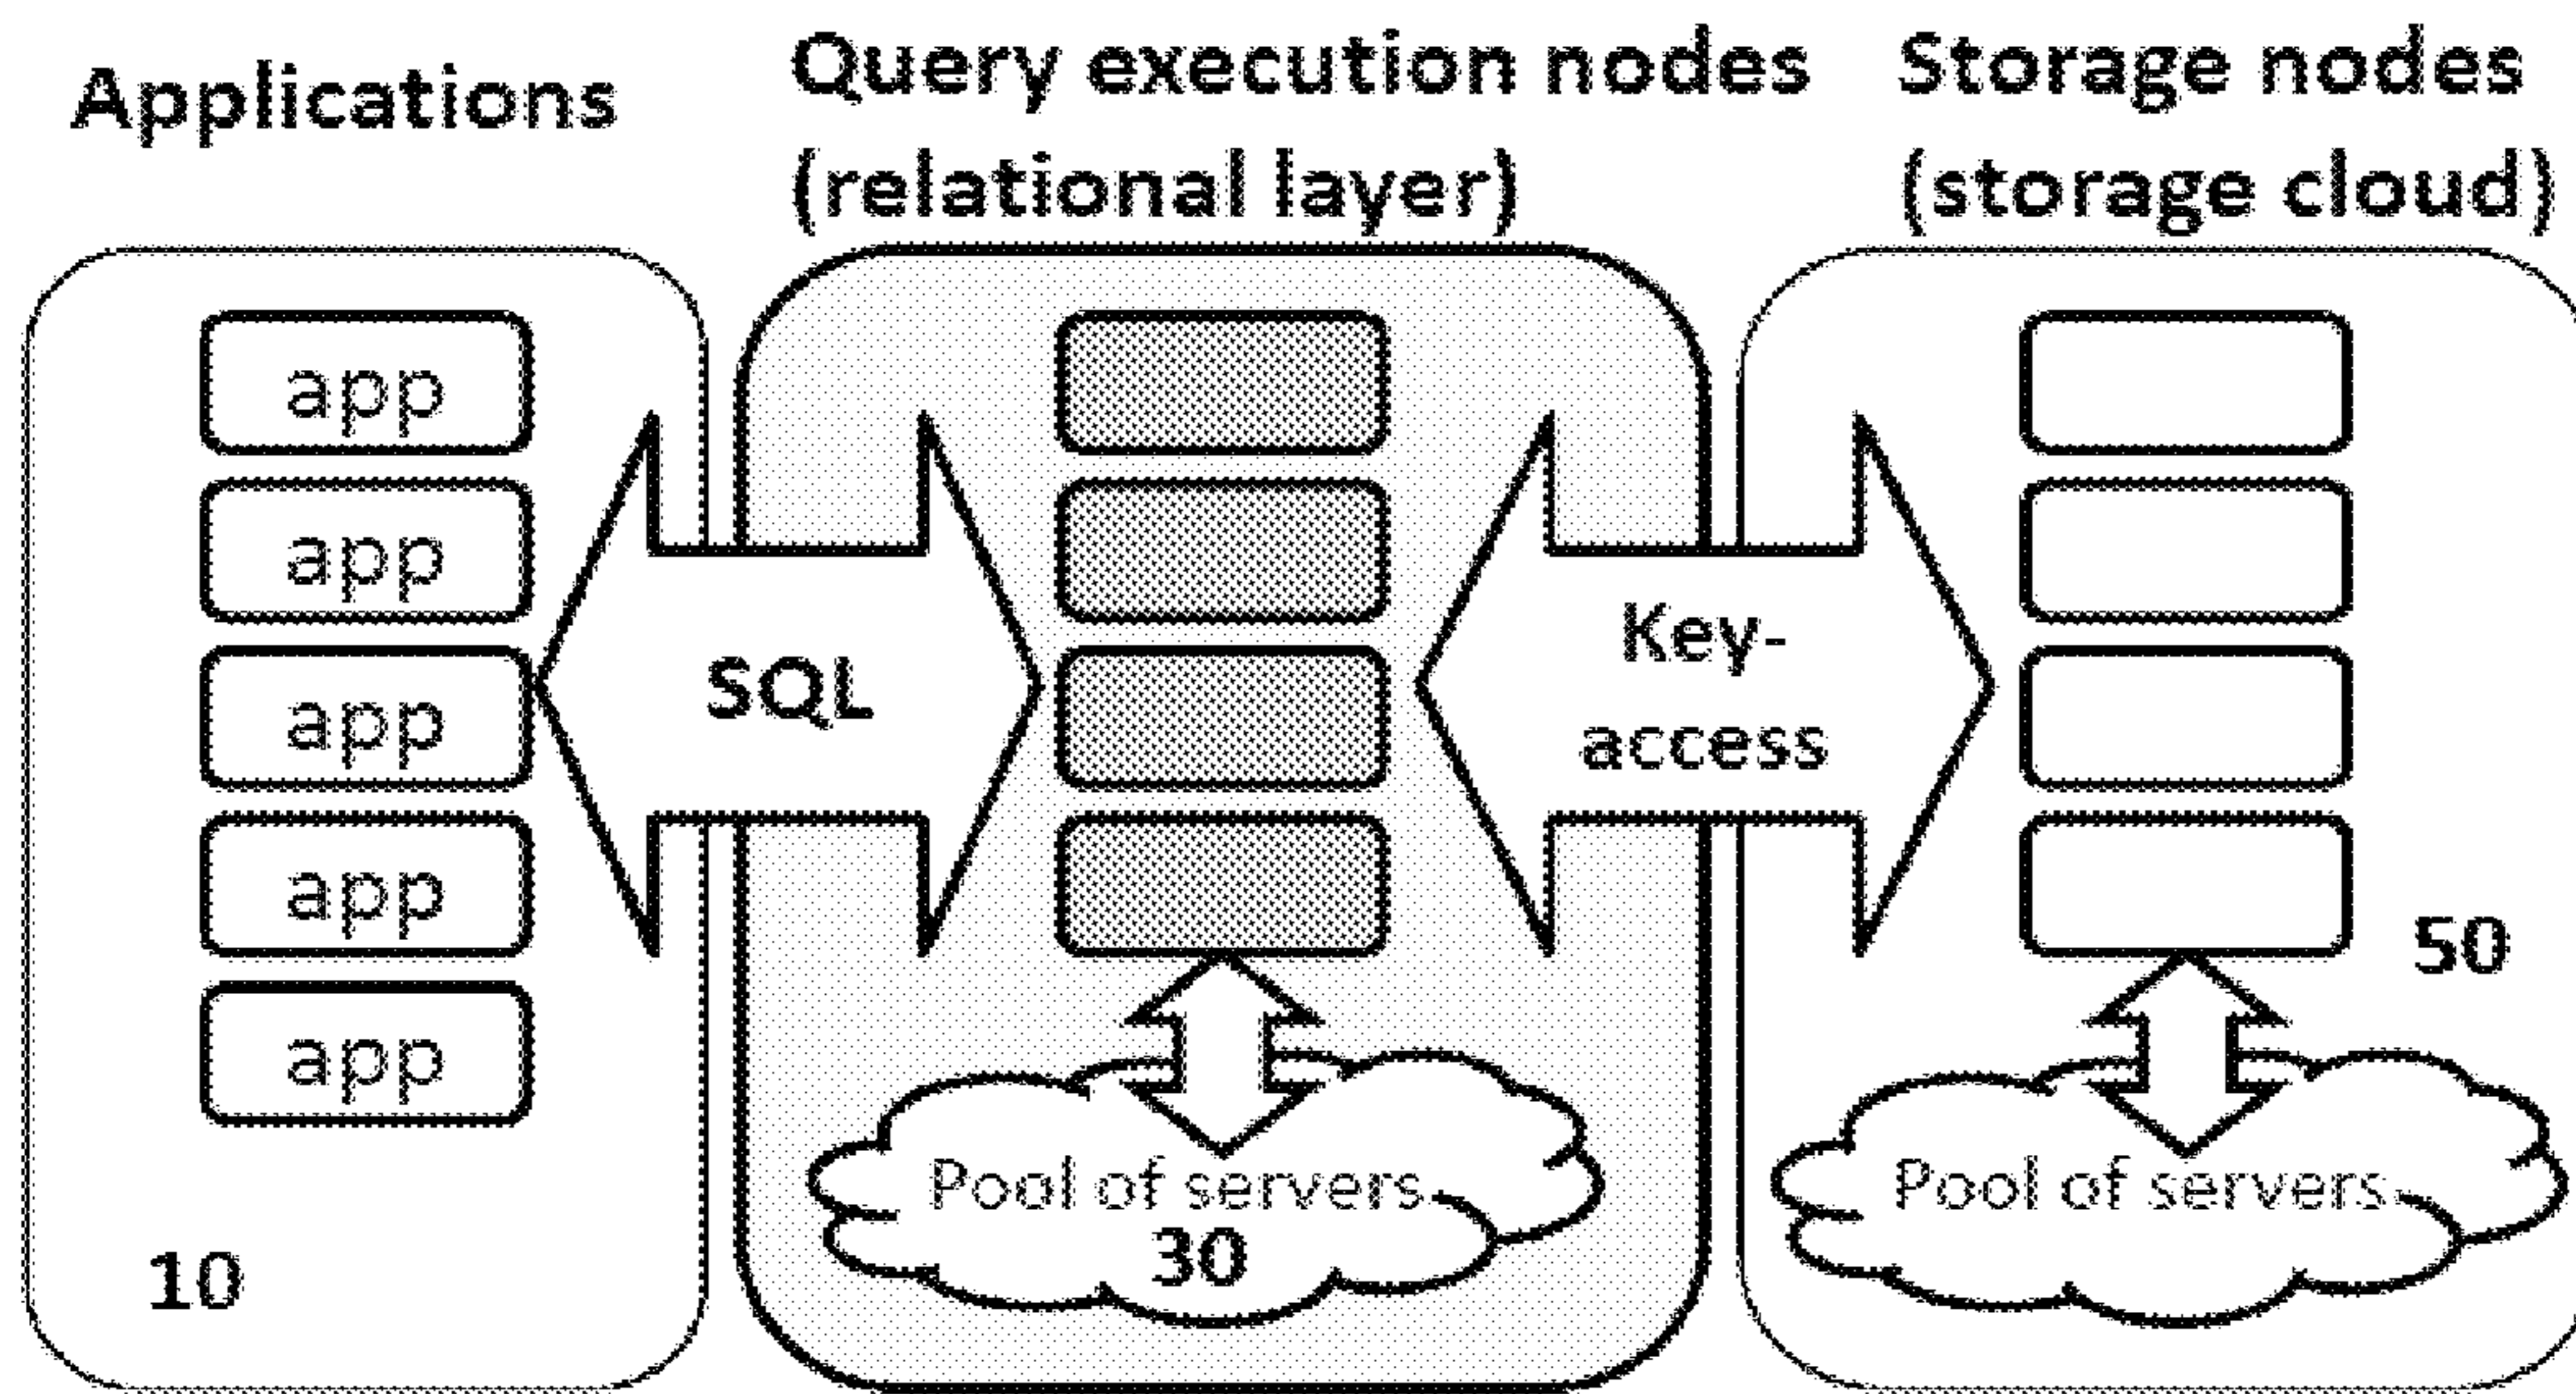 Applications
app
app
app
app
app
10
SQL
Query execution nodes
(relational layer)
Pool of servers
30
Key-
access
Storage nodes
(storage cloud)
50
Pool of servers